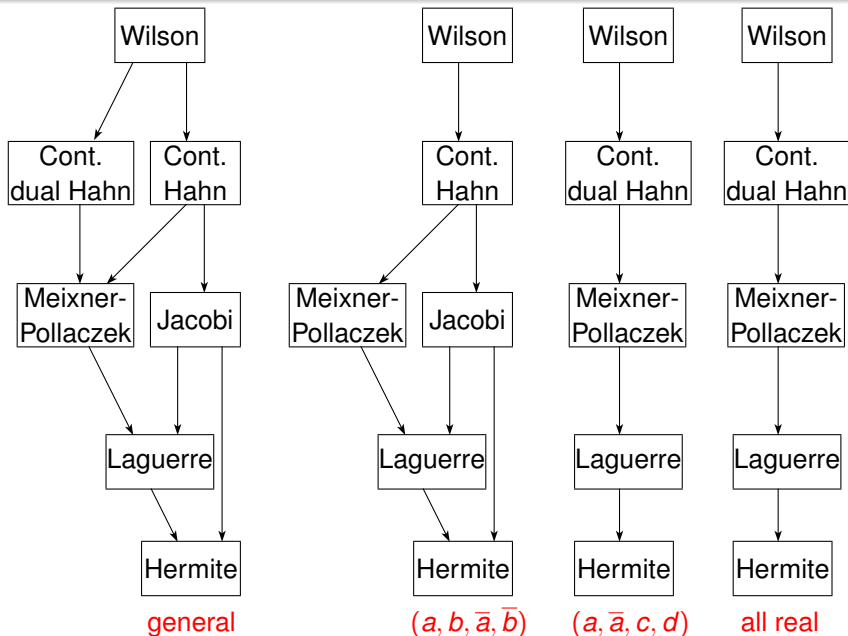 Wilson
Cont.
dual Hahn
Cont.
Hahn
Meixner-
Pollaczek
Jacobi
Laguerre
Hermite
general
Wilson
Cont.
Hahn
Meixner-
Pollaczek
Jacobi
Laguerre
Hermite
(a, b, a̅, b̅)
Wilson
Cont.
dual Hahn
Meixner-
Pollaczek
Laguerre
Hermite
(a, a̅, c, d)
Wilson
Cont.
dual Hahn
Meixner-
Pollaczek
Laguerre
Hermite
all real